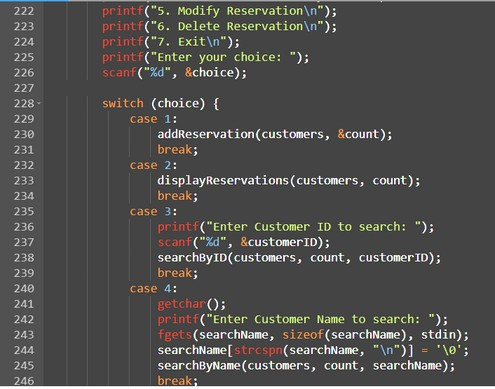 222 printf("5. Modify Reservation\n");
223 printf("6. Delete Reservation\n");
224 printf("7. Exit\n");
225 printf("Enter your choice: ");
226 scanf("%d", &choice);
227
228 switch (choice) {
229 case 1:
230 addReservation(customers, &count);
231 break;
232 case 2:
233 displayReservations(customers, count);
234 break;
235 case 3:
236 printf("Enter Customer ID to search: ");
237 scanf("%d", &customerID);
238 searchByID(customers, count, customerID);
239 break;
240 case 4:
241 getchar();
242 printf("Enter Customer Name to search: ");
243 fgets(searchName, sizeof(searchName), stdin);
244 searchName[strcspn(searchName, "\n")] = '\0';
245 searchByName(customers, count, searchName);
246 break;